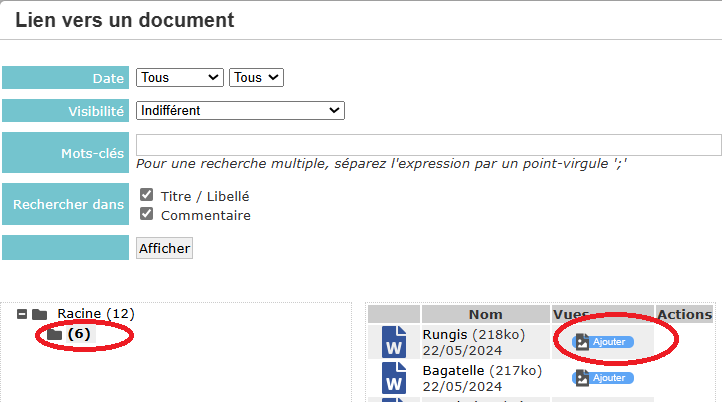 Lien vers un document
Date Tous Tous
Visibilité Indifférent
Mots-clés
Pour une recherche multiple, séparez l'expression par un point-virgule ';'
Rechercher dans Titre / Libellé
Commentaire
Afficher
Racine (12)
(6)
Nom Vues Actions
Rungis (218ko)
22/05/2024
Ajouter
Bagatelle (217ko)
22/05/2024
Ajouter